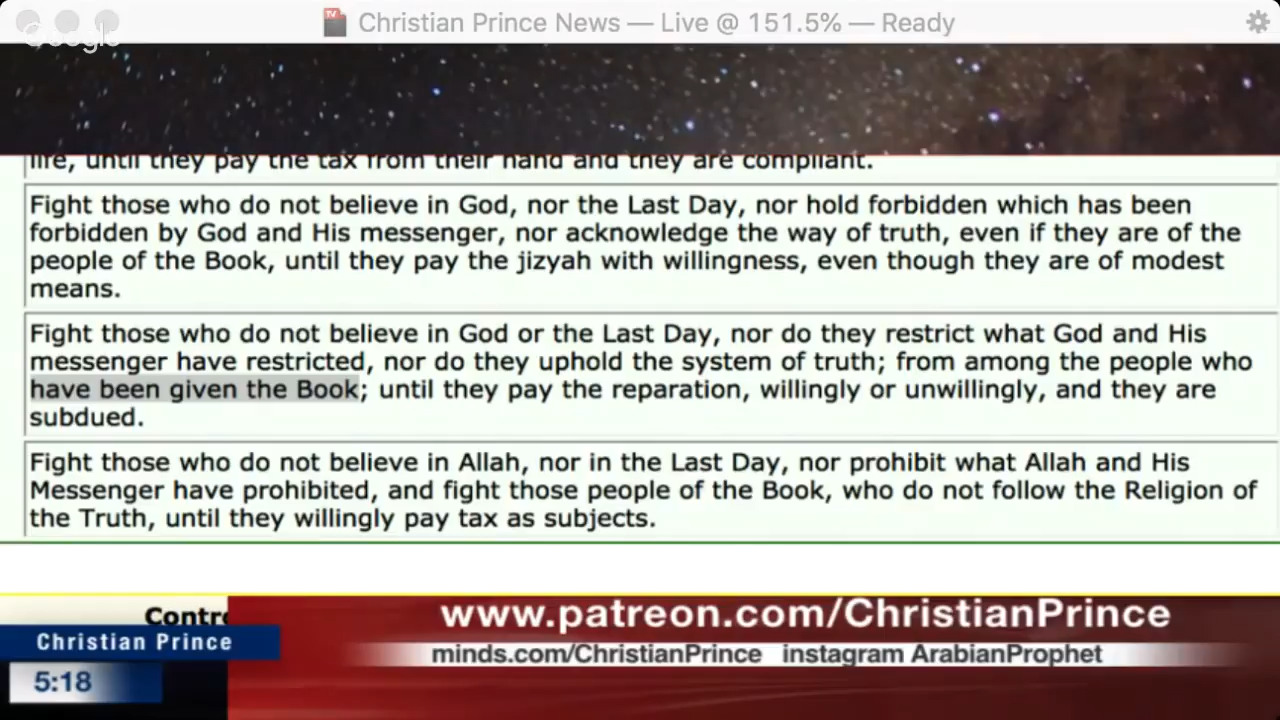 Christian Prince News — Live @ 151.5% — Ready
Google
life, until they pay the tax from their hand and they are compliant.
Fight those who do not believe in God, nor the Last Day, nor hold forbidden which has been
forbidden by God and His messenger, nor acknowledge the way of truth, even if they are of the
people of the Book, until they pay the jizyah with willingness, even though they are of modest
means.
Fight those who do not believe in God or the Last Day, nor do they restrict what God and His
messenger have restricted, nor do they uphold the system of truth; from among the people who
have been given the Book; until they pay the reparation, willingly or unwillingly, and they are
subdued.
Fight those who do not believe in Allah, nor in the Last Day, nor prohibit what Allah and His
Messenger have prohibited, and fight those people of the Book, who do not follow the Religion of
the Truth, until they willingly pay tax as subjects.
Contr
www.patreon.com/ChristianPrince
Christian Prince
minds.com/ChristianPrince instagram ArabianProphet
5:18